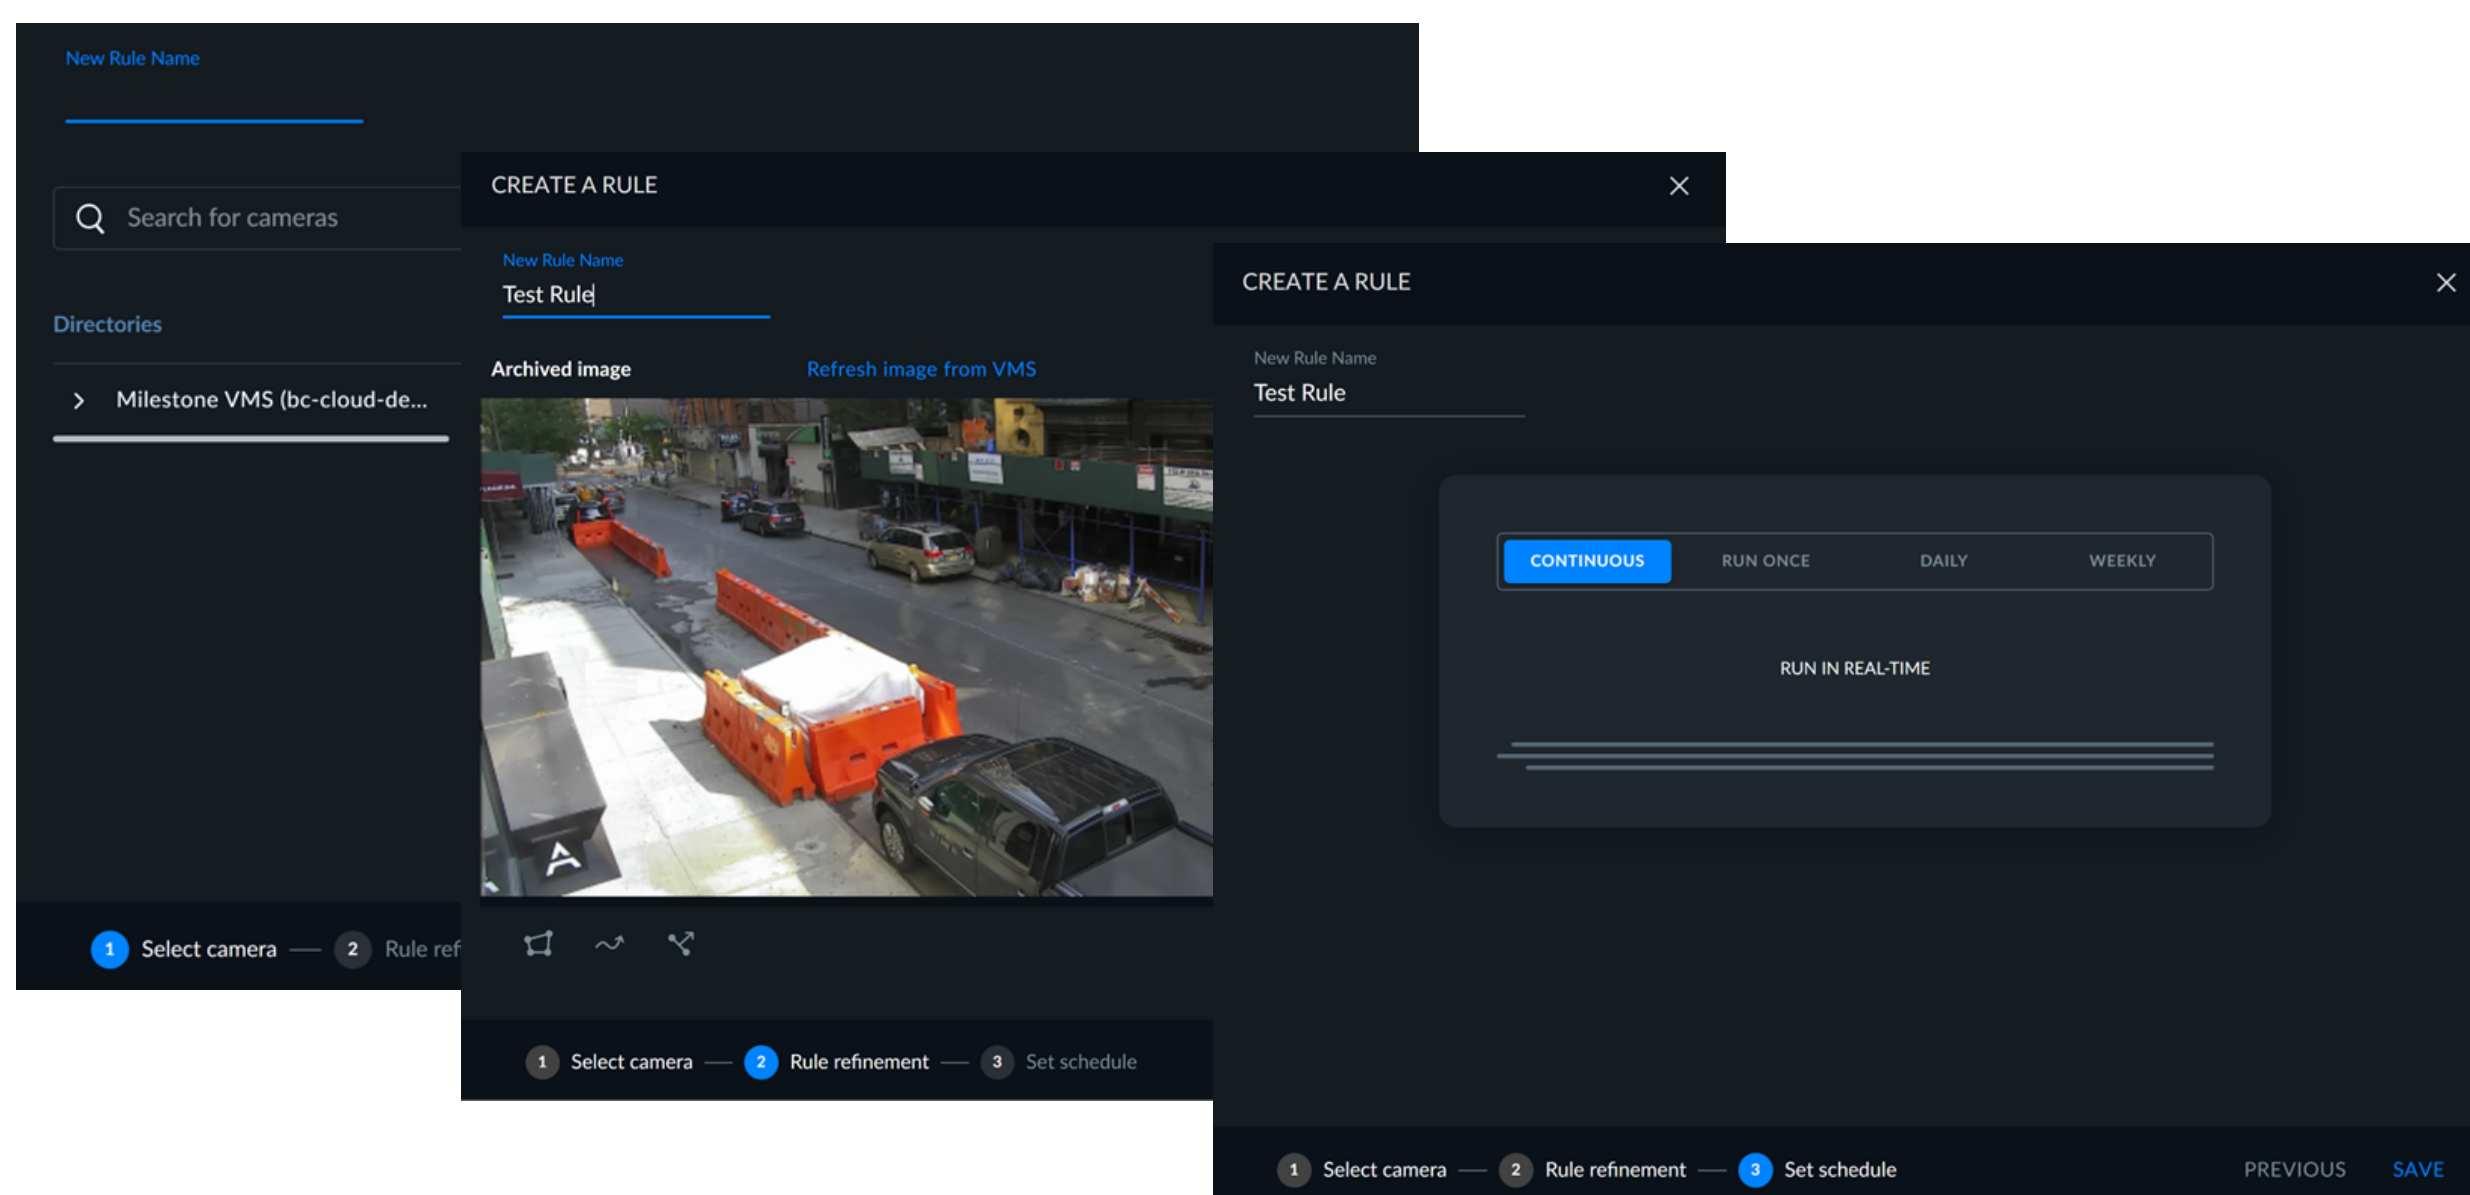 New Rule Name
Search for cameras
Directories
Milestone VMS (bc-cloud-de...
1 Select camera — 2 Rule ref
CREATE A RULE
New Rule Name
Test Rule
Archived image Refresh image from VMS
1 Select camera — 2 Rule refinement — 3 Set schedule
CREATE A RULE
New Rule Name
Test Rule
CONTINUOUS RUN ONCE DAILY WEEKLY
RUN IN REAL-TIME
1 Select camera — 2 Rule refinement — 3 Set schedule PREVIOUS SAVE